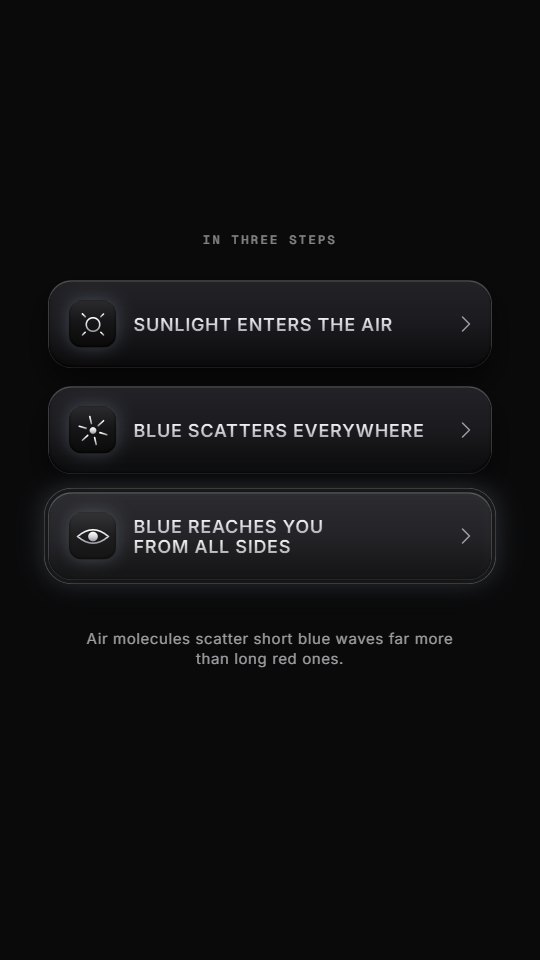 IN THREE STEPS
SUNLIGHT ENTERS THE AIR
BLUE SCATTERS EVERYWHERE
BLUE REACHES YOU
FROM ALL SIDES
Air molecules scatter short blue waves far more
than long red ones.